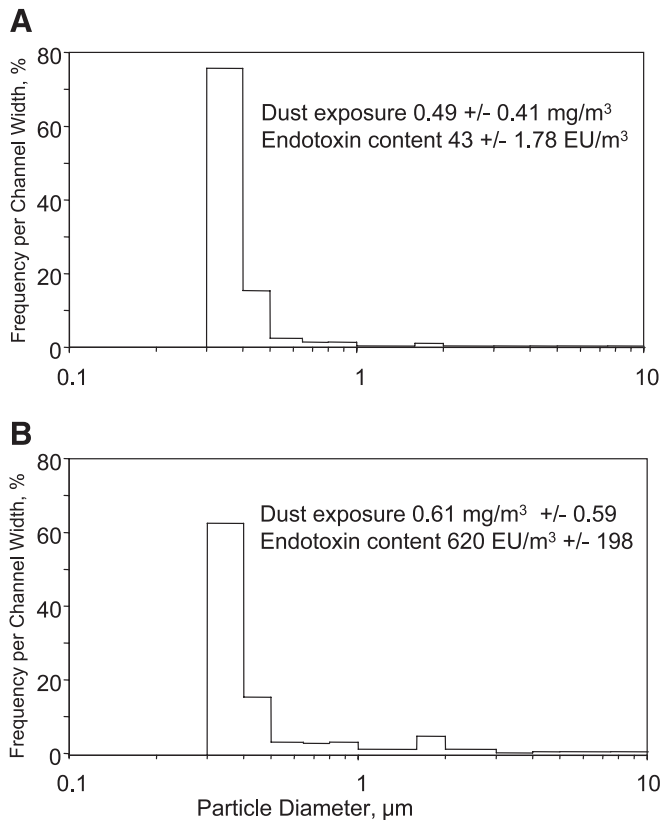 A
Frequency per Channel Width, %
80
60
40
20
0
Dust exposure 0.49 +/- 0.41 mg/m³
Endotoxin content 43 +/- 1.78 EU/m³
0.1 1 10
B
Frequency per Channel Width, %
80
60
40
20
0
Dust exposure 0.61 mg/m³ +/- 0.59
Endotoxin content 620 EU/m³ +/- 198
0.1 1 10
Particle Diameter, µm